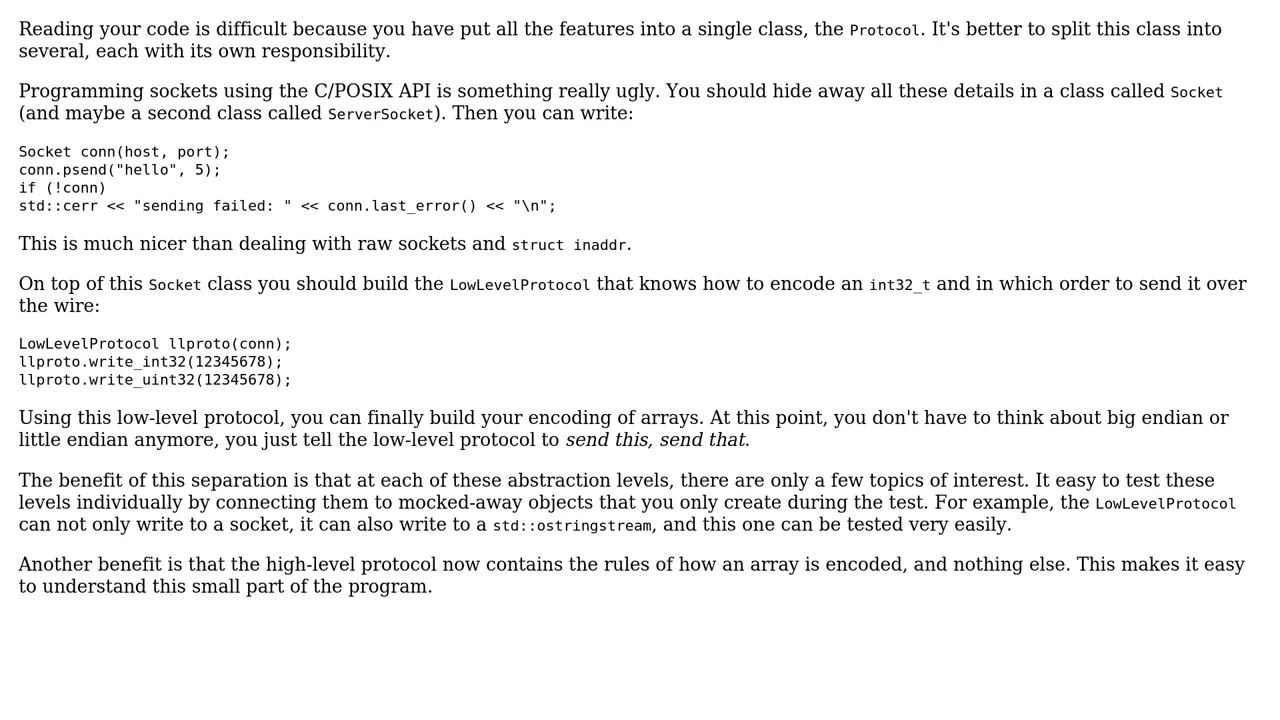 Reading your code is difficult because you have put all the features into a single class, the Protocol. It's better to split this class into
several, each with its own responsibility.
Programming sockets using the C/POSIX API is something really ugly. You should hide away all these details in a class called Socket
(and maybe a second class called ServerSocket). Then you can write:
Socket conn(host, port);
conn.psend("hello", 5);
if (!conn)
std::cerr << "sending failed: " << conn.last_error() << "\n";
This is much nicer than dealing with raw sockets and struct inaddr.
On top of this Socket class you should build the LowLevelProtocol that knows how to encode an int32_t and in which order to send it over
the wire:
LowLevelProtocol llproto(conn);
llproto.write_int32(12345678);
llproto.write_uint32(12345678);
Using this low-level protocol, you can finally build your encoding of arrays. At this point, you don't have to think about big endian or
little endian anymore, you just tell the low-level protocol to send this, send that.
The benefit of this separation is that at each of these abstraction levels, there are only a few topics of interest. It easy to test these
levels individually by connecting them to mocked-away objects that you only create during the test. For example, the LowLevelProtocol
can not only write to a socket, it can also write to a std::ostringstream, and this one can be tested very easily.
Another benefit is that the high-level protocol now contains the rules of how an array is encoded, and nothing else. This makes it easy
to understand this small part of the program.